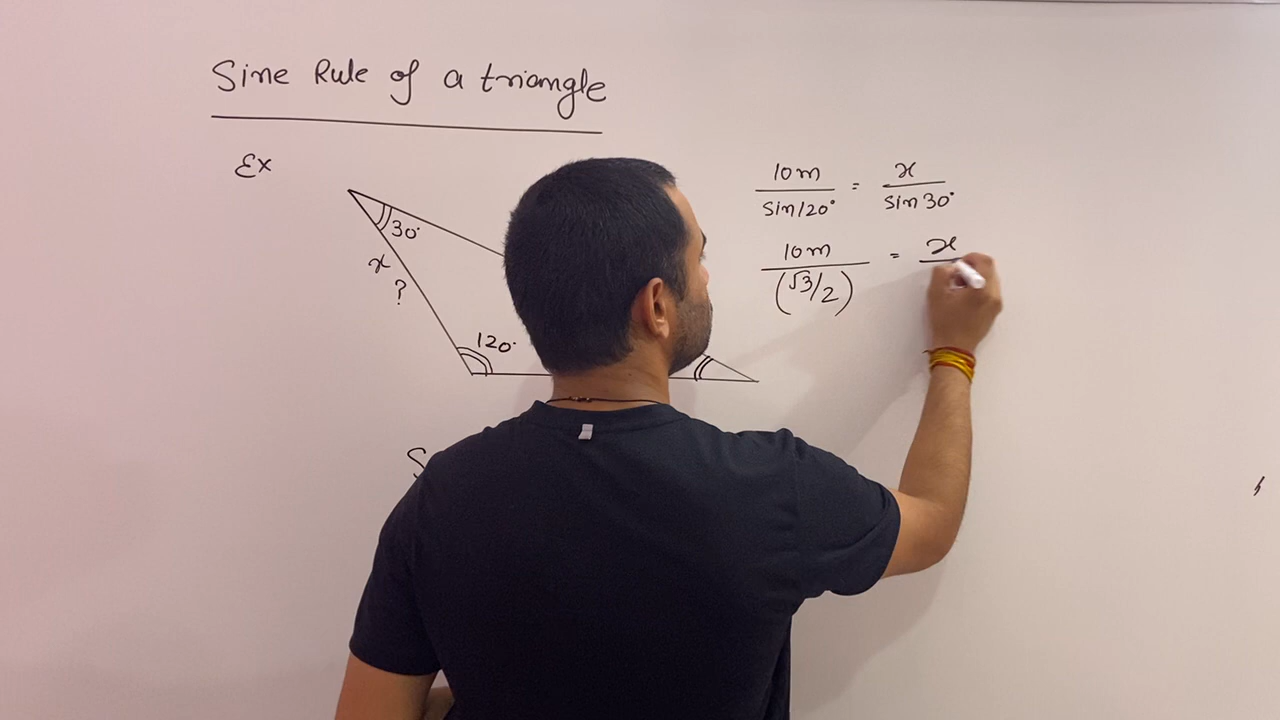 Sine Rule of a triangle
Ex
30°
x
?
120°
10m/sin120° = x/sin30°
10m/(√3/2) = x